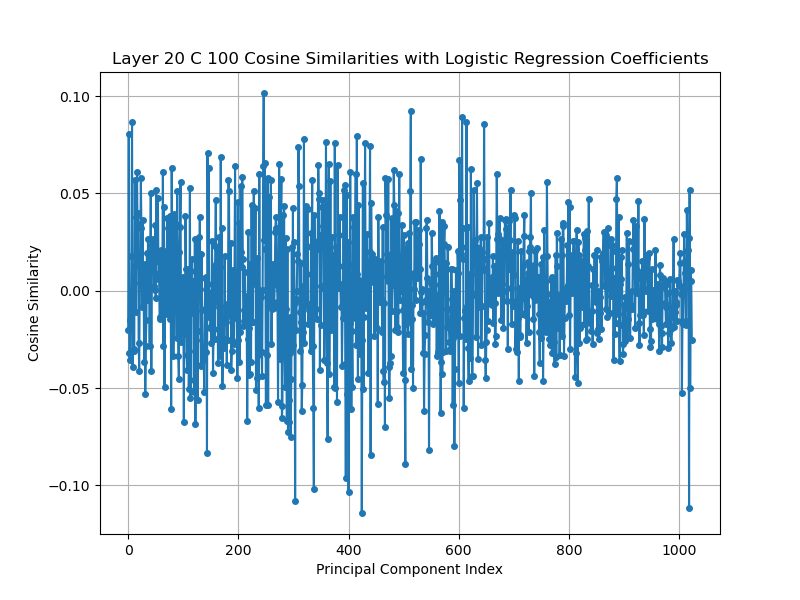 Layer 20 C 100 Cosine Similarities with Logistic Regression Coefficients
0.10
0.05
0.00
−0.05
−0.10
Cosine Similarity
0 200 400 600 800 1000
Principal Component Index